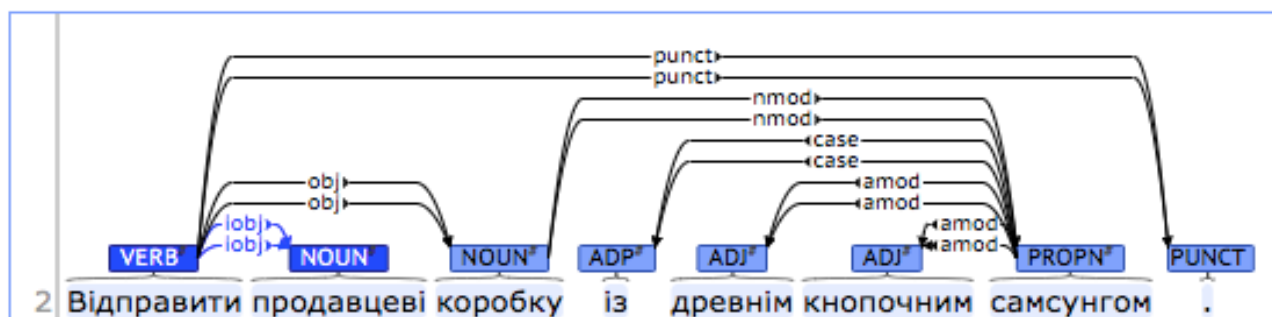 punct
punct
nmod
nmod
case
case
obj amod
obj amod
iobj amod
iobj amod
VERB NOUN NOUN ADP ADJ ADJ PROPN PUNCT
2 Відправити продавцеві коробку із древнім кнопочним самсунгом .